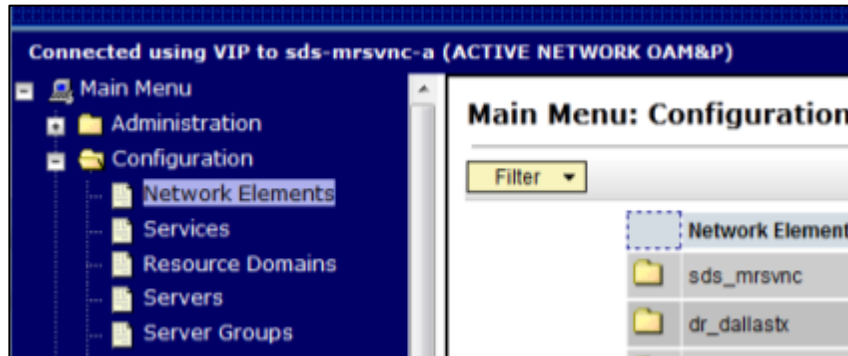 Connected using VIP to sds-mrsvnc-a (ACTIVE NETWORK OAM&P)
Main Menu
Administration
Configuration
Network Elements
Services
Resource Domains
Servers
Server Groups
Main Menu: Configuration
Filter
Network Element
sds_mrsvnc
dr_dallastx